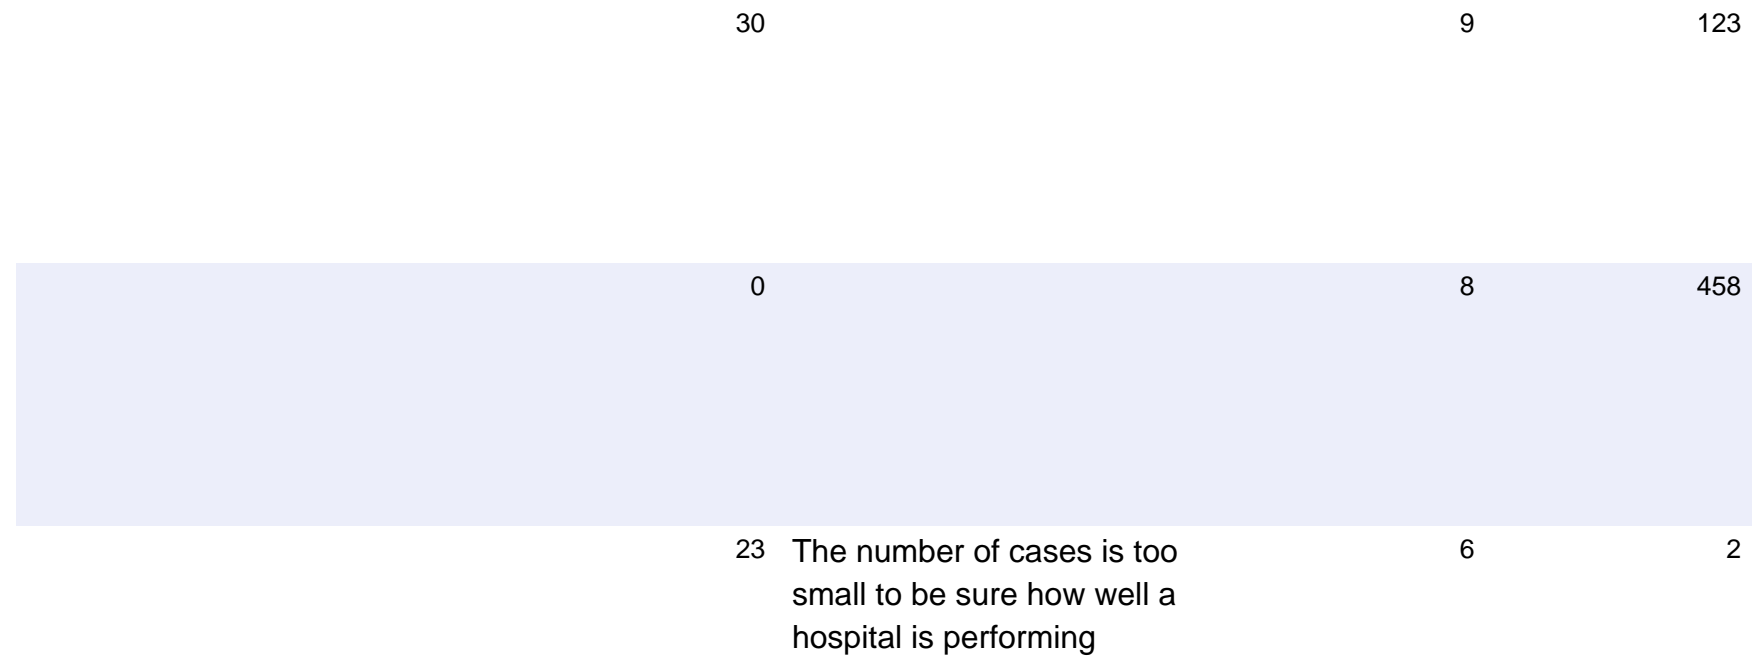 30 9 123
0 8 458
23 The number of cases is too 6 2
small to be sure how well a
hospital is performing